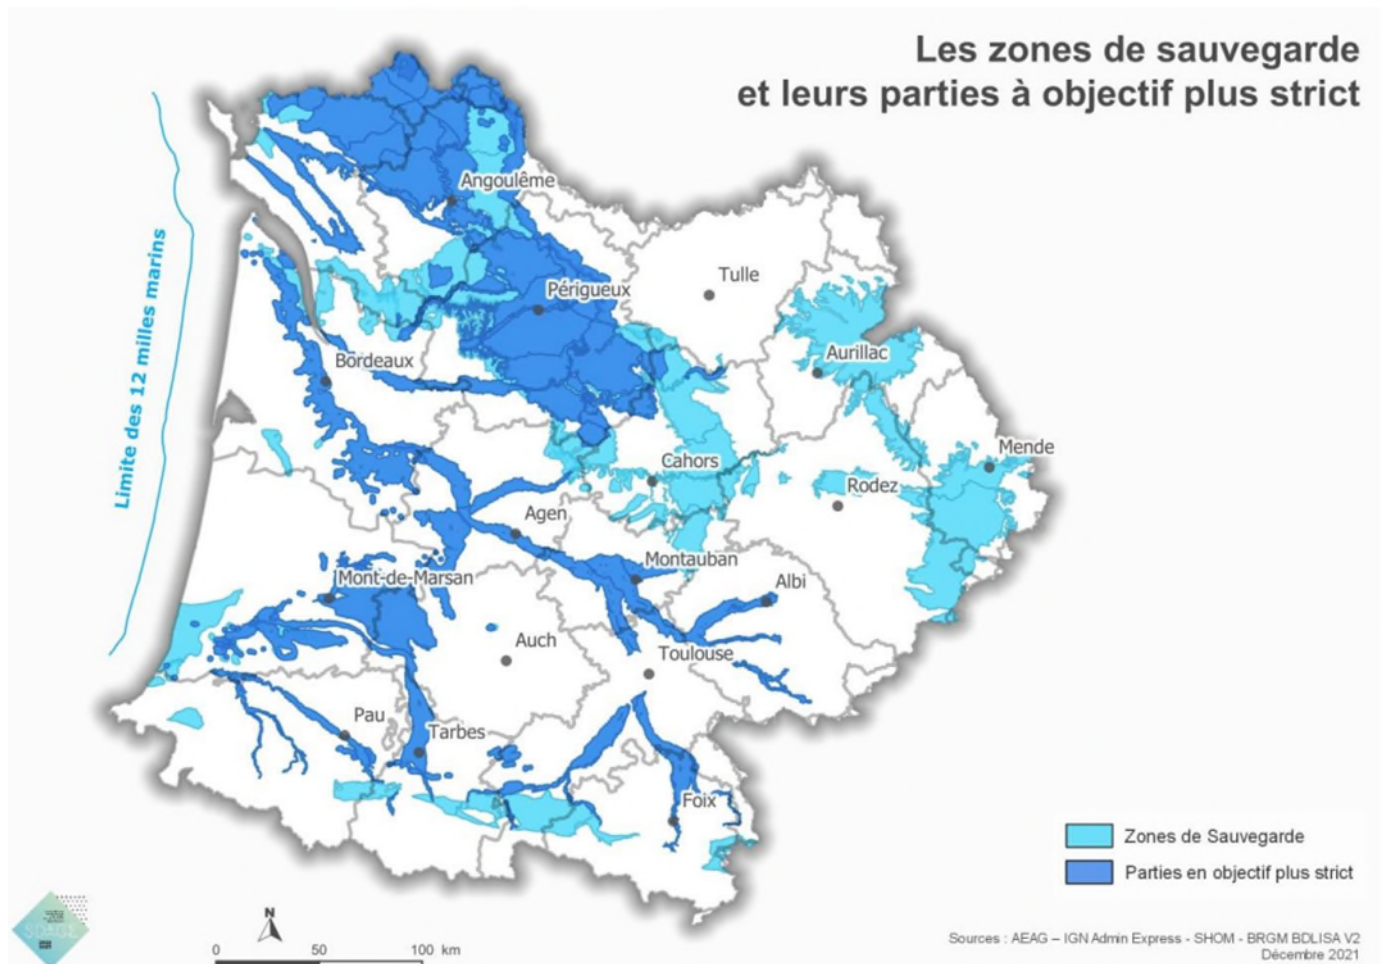 Les zones de sauvegarde
et leurs parties à objectif plus strict
Limite des 12 milles marins
Angoulême
Tulle
Périgueux
Aurillac
Bordeaux
Mende
Cahors
Rodez
Agen
Montauban
Mont-de-Marsan
Albi
Auch
Toulouse
Pau
Tarbes
Foix
Zones de Sauvegarde
Parties en objectif plus strict
SDAGE
N
0 50 100 km
Sources : AEAG – IGN Admin Express - SHOM - BRGM BDLISA V2
Décembre 2021